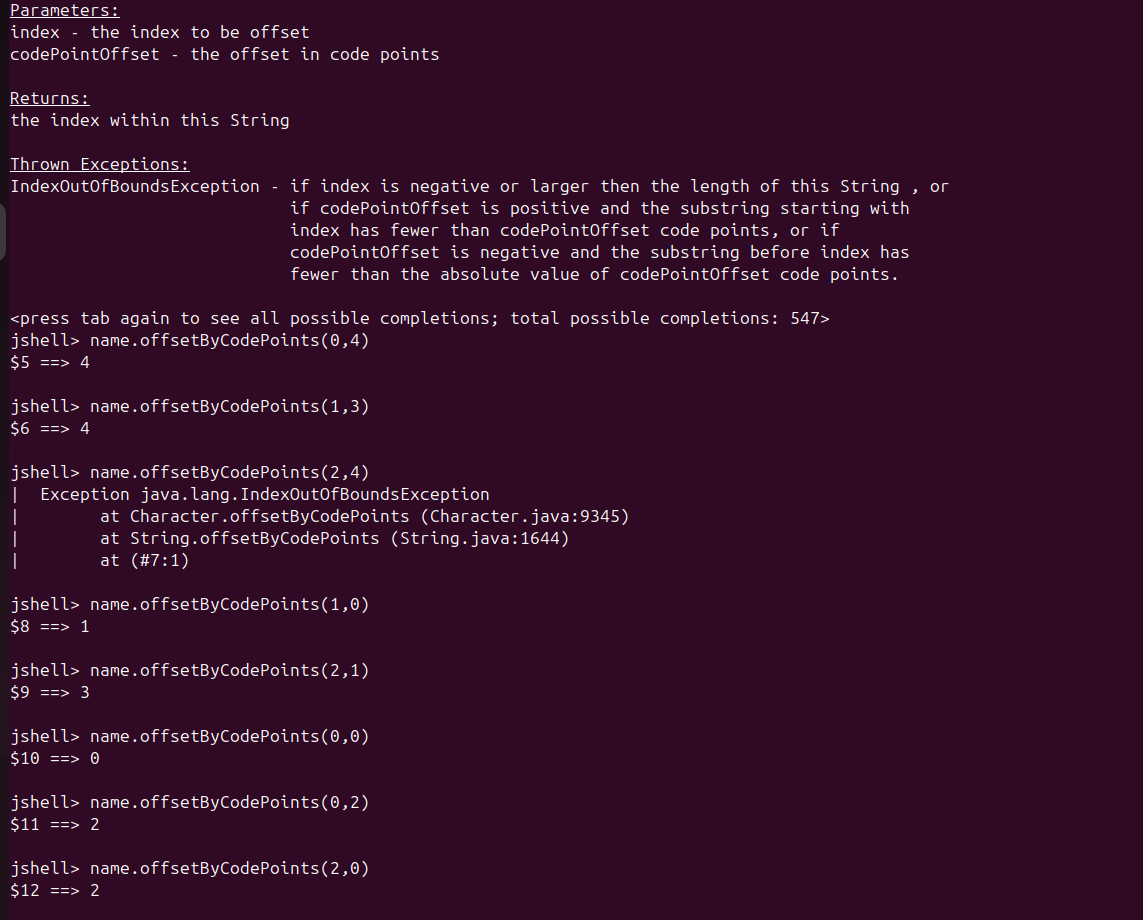 Parameters:
index - the index to be offset
codePointOffset - the offset in code points
Returns:
the index within this String
Thrown Exceptions:
IndexOutOfBoundsException - if index is negative or larger then the length of this String , or
if codePointOffset is positive and the substring starting with
index has fewer than codePointOffset code points, or if
codePointOffset is negative and the substring before index has
fewer than the absolute value of codePointOffset code points.
<press tab again to see all possible completions; total possible completions: 547>
jshell> name.offsetByCodePoints(0,4)
$5 ==> 4
jshell> name.offsetByCodePoints(1,3)
$6 ==> 4
jshell> name.offsetByCodePoints(2,4)
|  Exception java.lang.IndexOutOfBoundsException
|        at Character.offsetByCodePoints (Character.java:9345)
|        at String.offsetByCodePoints (String.java:1644)
|        at (#7:1)
jshell> name.offsetByCodePoints(1,0)
$8 ==> 1
jshell> name.offsetByCodePoints(2,1)
$9 ==> 3
jshell> name.offsetByCodePoints(0,0)
$10 ==> 0
jshell> name.offsetByCodePoints(0,2)
$11 ==> 2
jshell> name.offsetByCodePoints(2,0)
$12 ==> 2